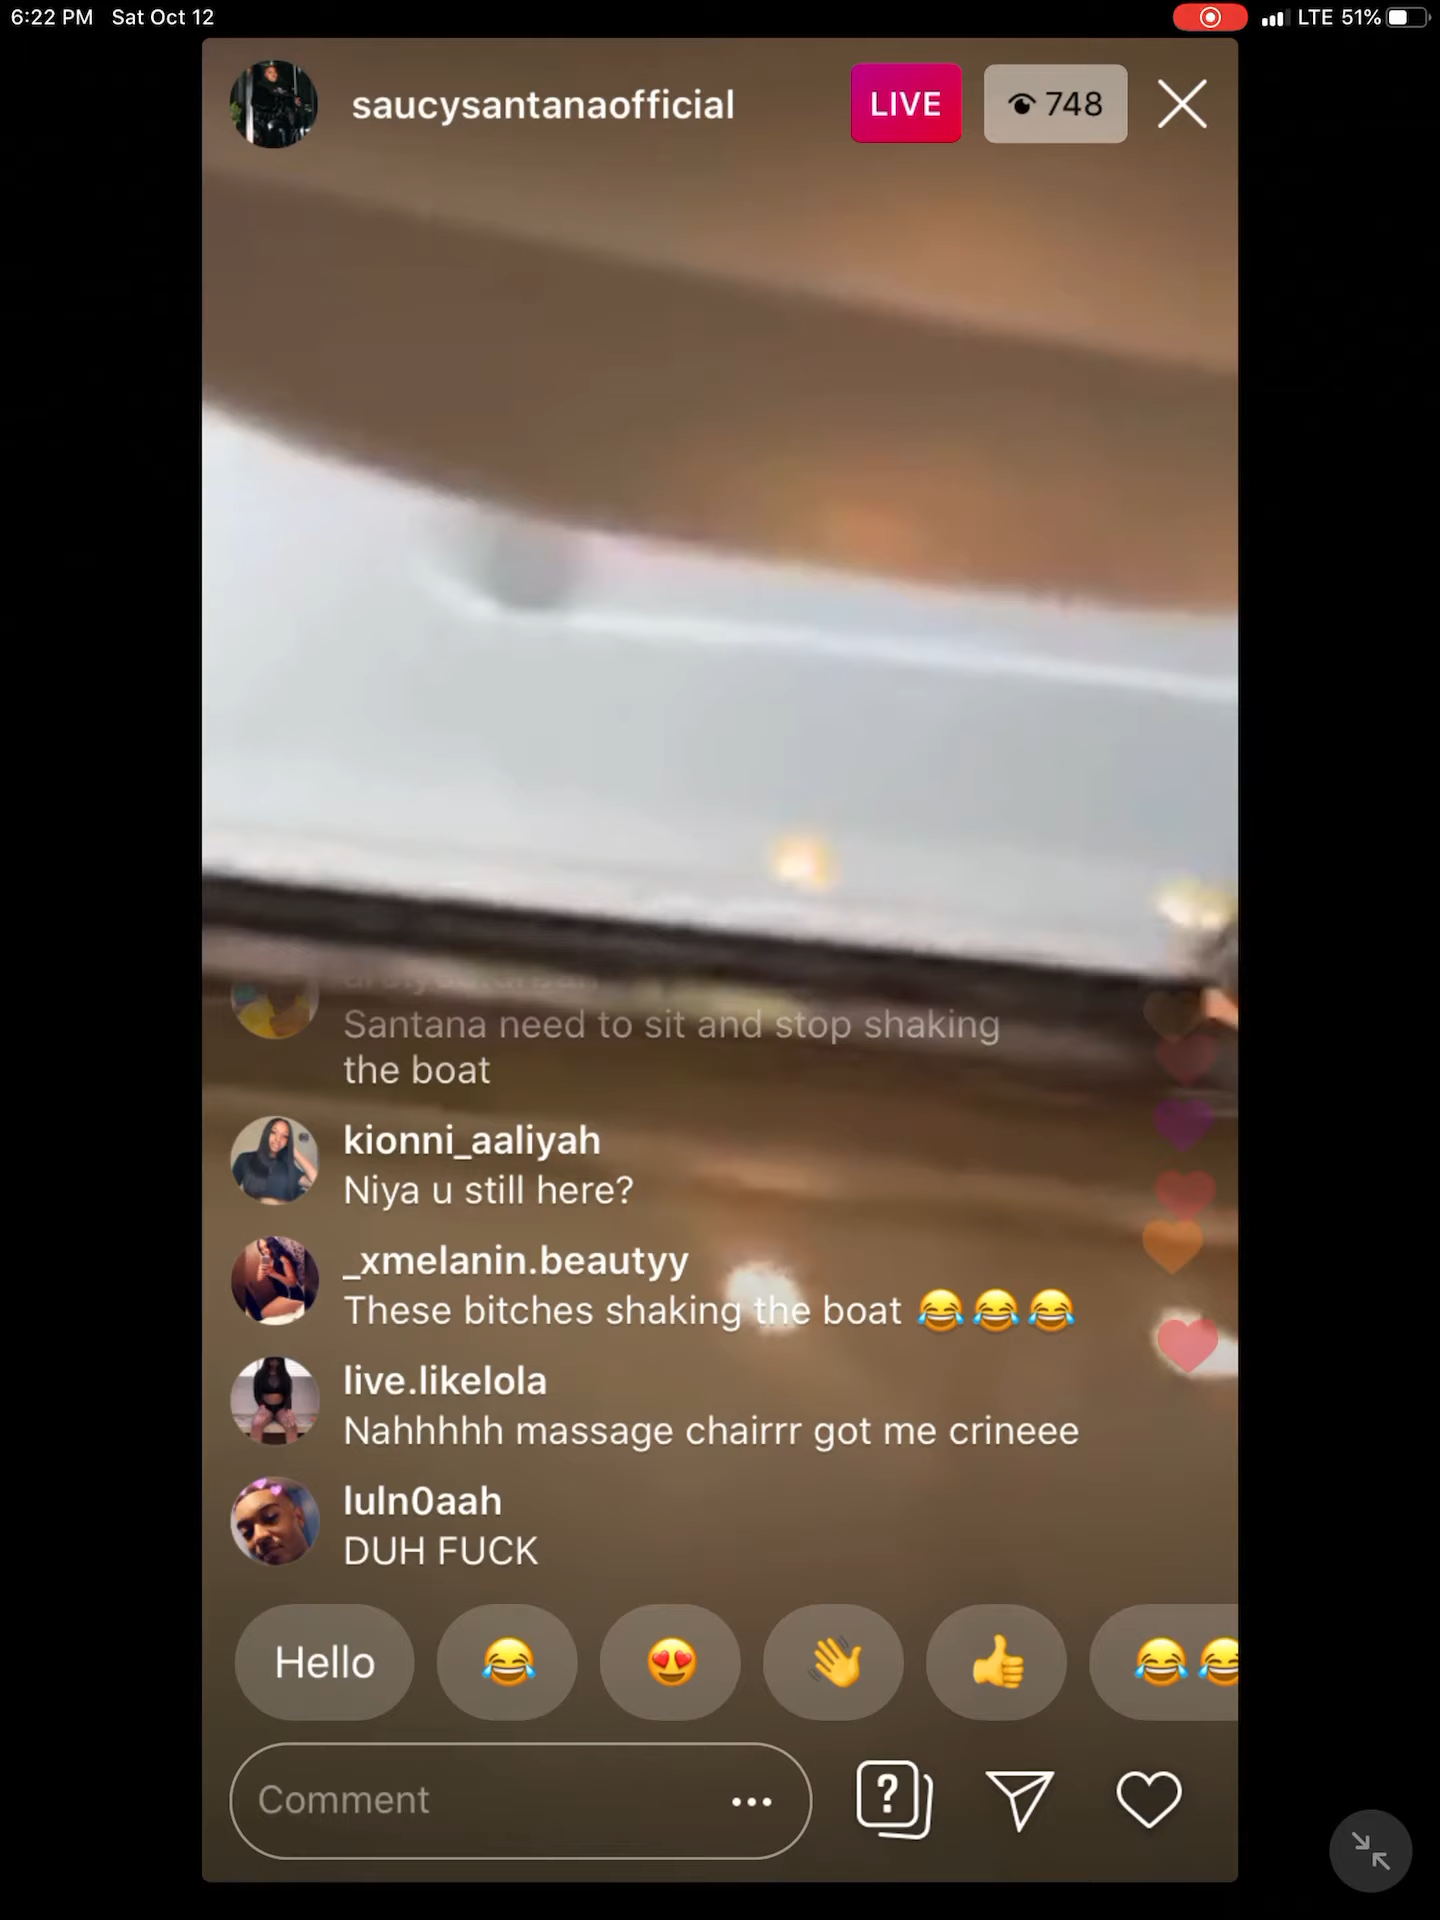 6:22 PM Sat Oct 12
LTE 51%
saucysantanaofficial
LIVE
748
Santana need to sit and stop shaking
the boat
kionni_aaliyah
Niya u still here?
_xmelanin.beautyy
These bitches shaking the boat 😂😂😂
live.likelola
Nahhhhh massage chairrr got me crineee
luln0aah
DUH FUCK
Hello
Comment